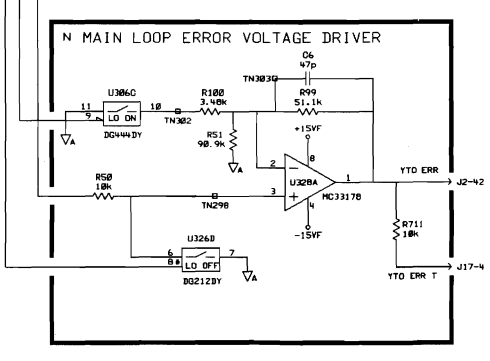 N MAIN LOOP ERROR VOLTAGE DRIVER
C6
47p
TN303
U306C
R100
3.48k
R99
51.1k
11
9
LO ON
10
TN302
DG444DY
R51
90.9k
+15VF
8
2
-
U328A
1
YTO ERR
J2-42
R50
10k
3
+
MC33178
4
TN298
-15VF
R711
10k
U326D
6
8
LO OFF
7
DG212DY
A
A
A
YTO ERR T
J17-4